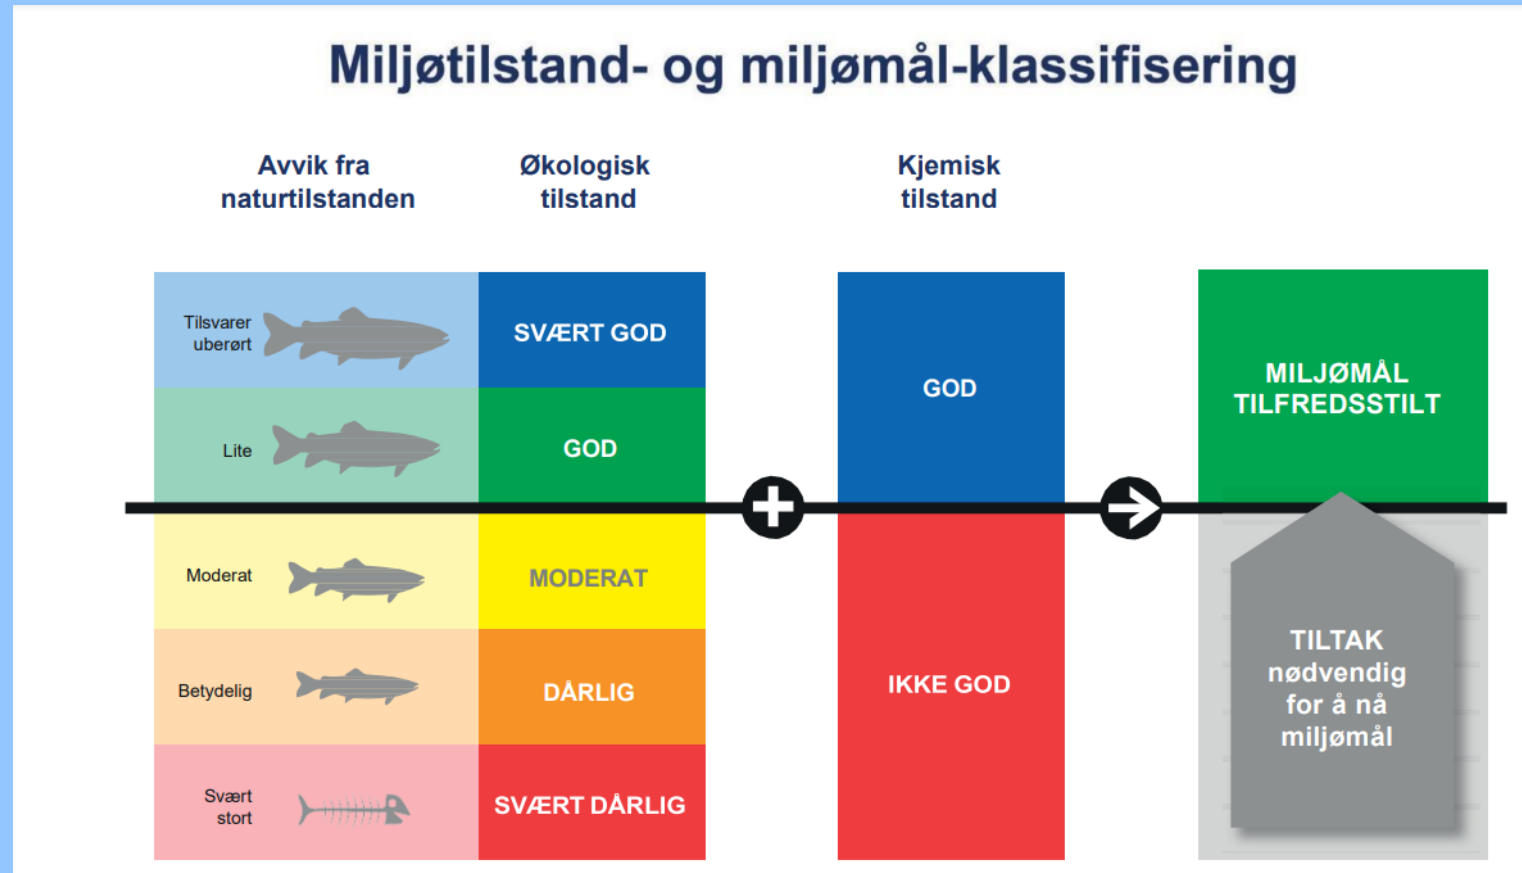 Miljøtilstand- og miljømål-klassifisering
Avvik fra
naturtilstanden
Økologisk
tilstand
Kjemisk
tilstand
Tilsvarer
uberørt
SVÆRT GOD
Lite
GOD
GOD
MILJØMÅL
TILFREDSSTILT
Moderat
MODERAT
Betydelig
DÅRLIG
Svært
stort
SVÆRT DÅRLIG
IKKE GOD
TILTAK
nødvendig
for å nå
miljømål